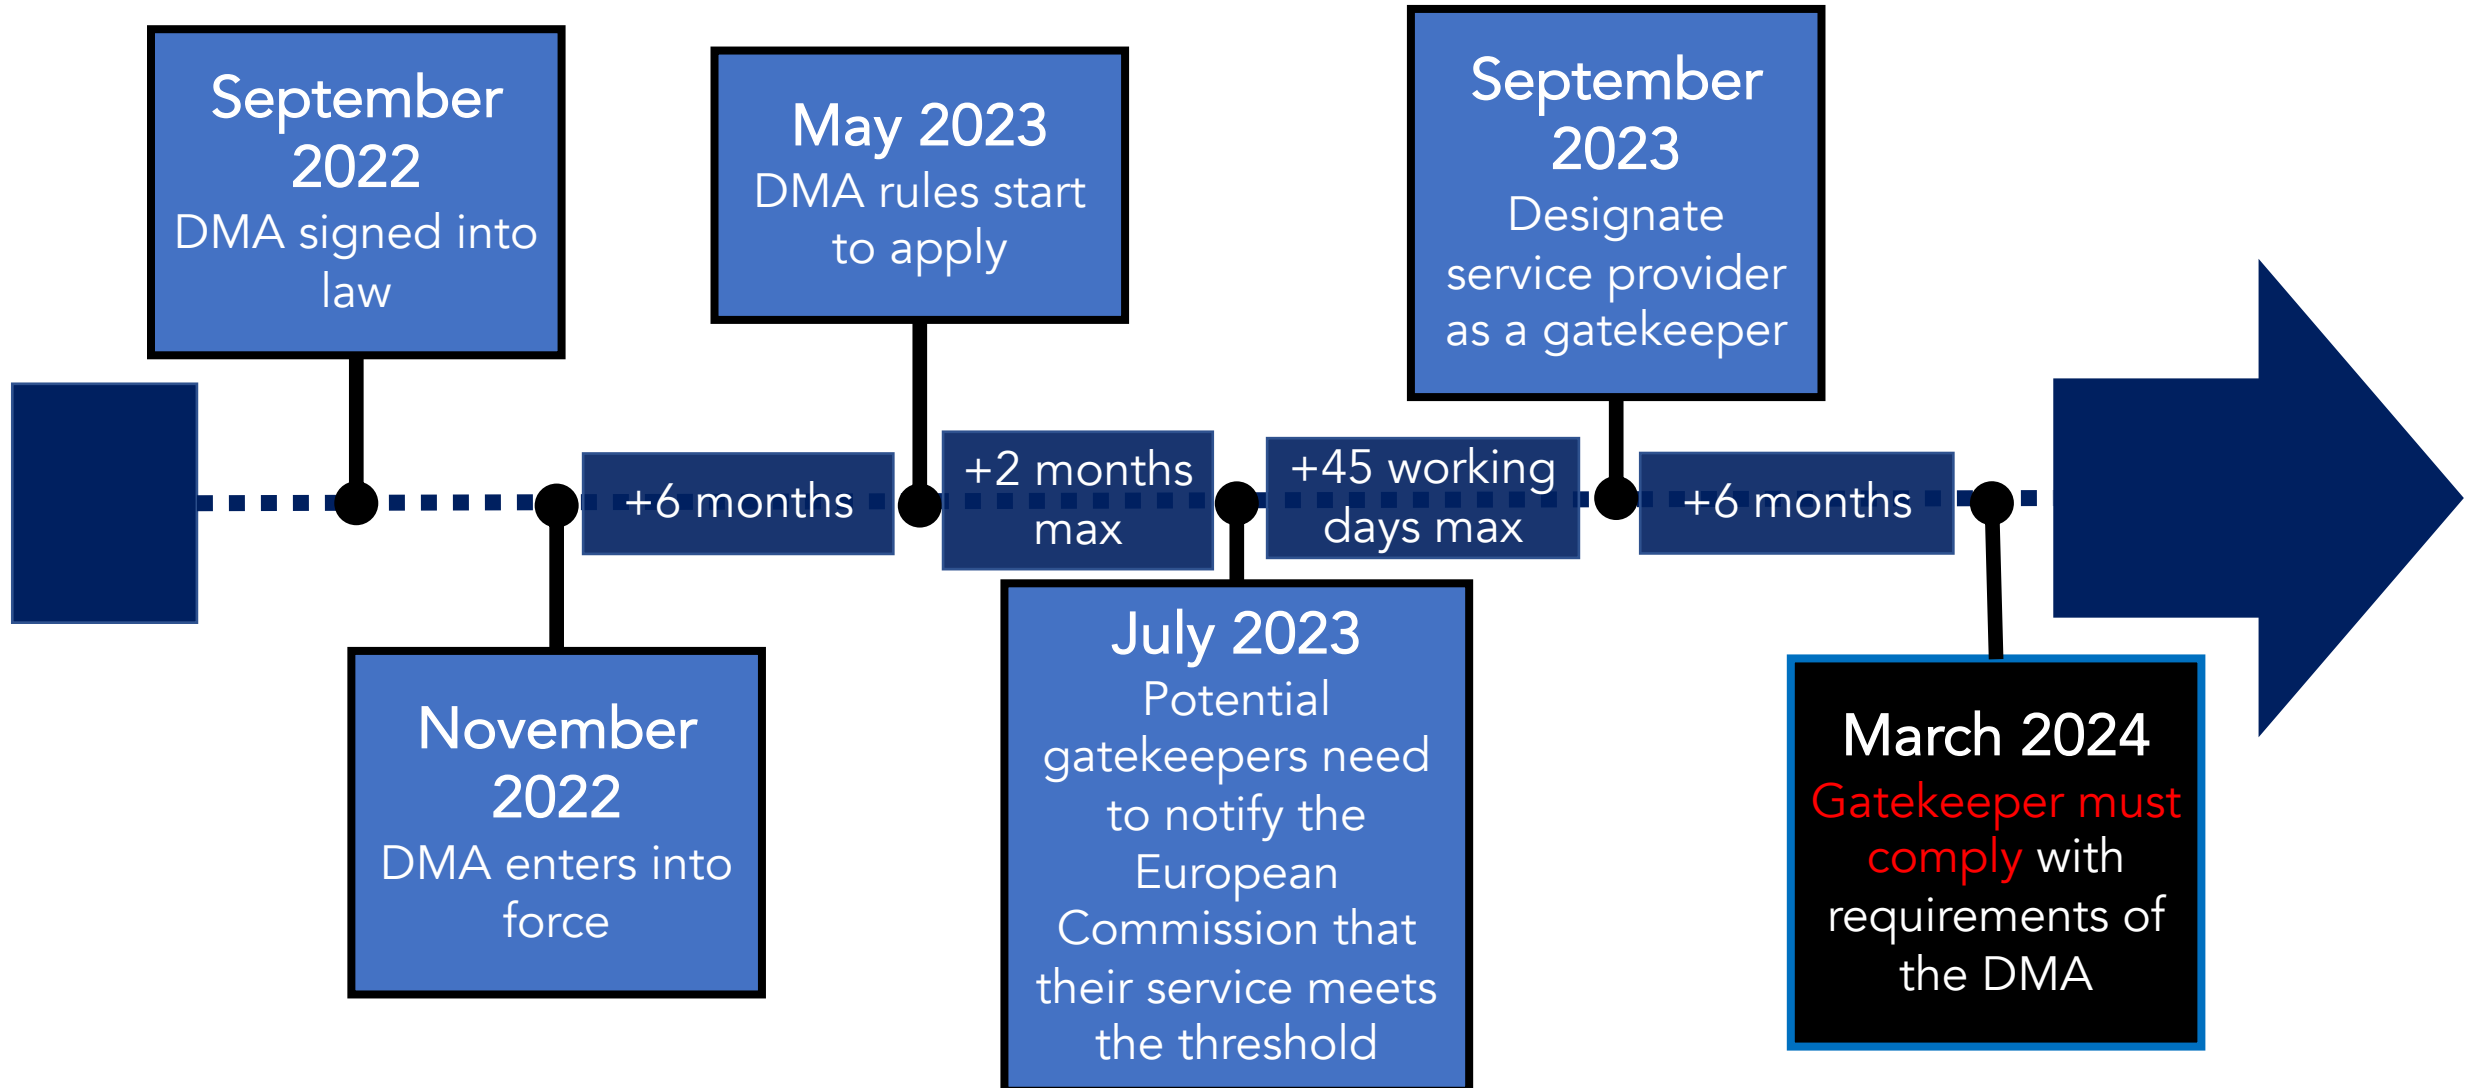 September
2022
DMA signed into
law
November
2022
DMA enters into
force
+6 months
May 2023
DMA rules start
to apply
+2 months
max
July 2023
Potential
gatekeepers need
to notify the
European
Commission that
their service meets
the threshold
+45 working
days max
September
2023
Designate
service provider
as a gatekeeper
+6 months
March 2024
Gatekeeper must
comply with
requirements of
the DMA